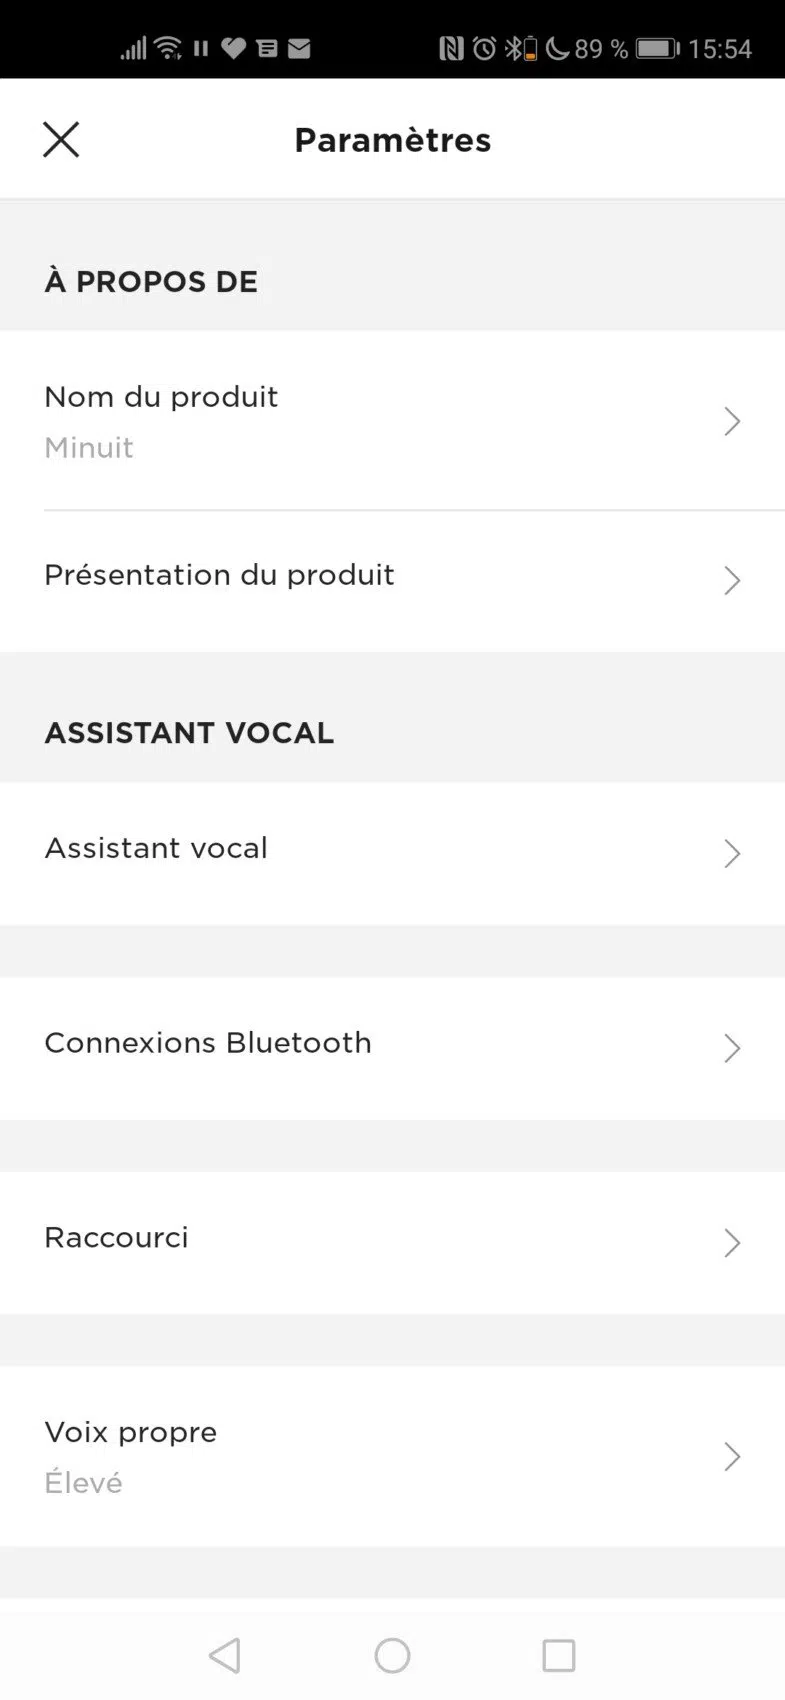 89 % 15:54
Paramètres
À PROPOS DE
Nom du produit
Minuit
Présentation du produit
ASSISTANT VOCAL
Assistant vocal
Connexions Bluetooth
Raccourci
Voix propre
Élevé